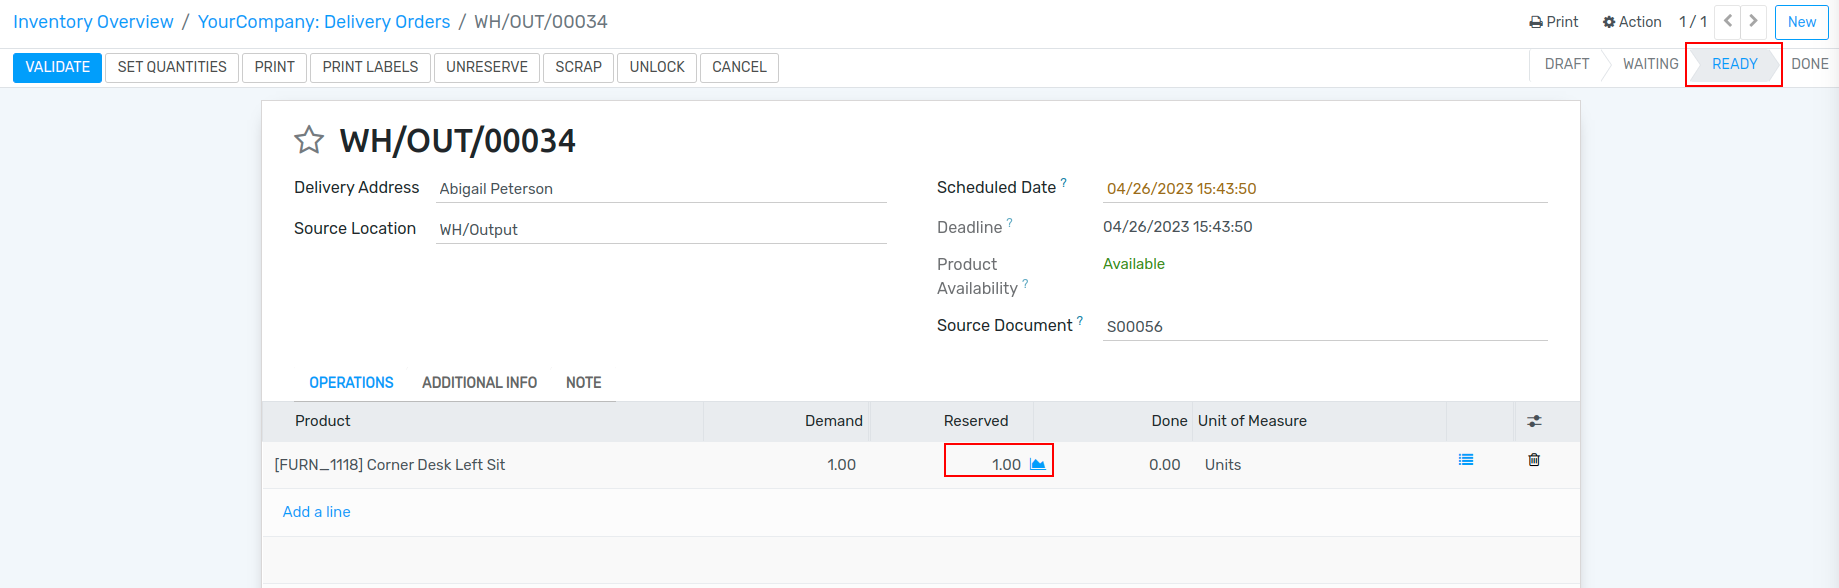 Inventory Overview / YourCompany: Delivery Orders / WH/OUT/00034 Print Action 1 / 1 New
VALIDATE SET QUANTITIES PRINT PRINT LABELS UNRESERVE SCRAP UNLOCK CANCEL DRAFT WAITING READY DONE
WH/OUT/00034
Delivery Address Abigail Peterson Scheduled Date ? 04/26/2023 15:43:50
Source Location WH/Output Deadline ? 04/26/2023 15:43:50
Product Availability ? Available
Source Document ? S00056
OPERATIONS ADDITIONAL INFO NOTE
Product Demand Reserved Done Unit of Measure
[FURN_1118] Corner Desk Left Sit 1.00 1.00 0.00 Units
Add a line